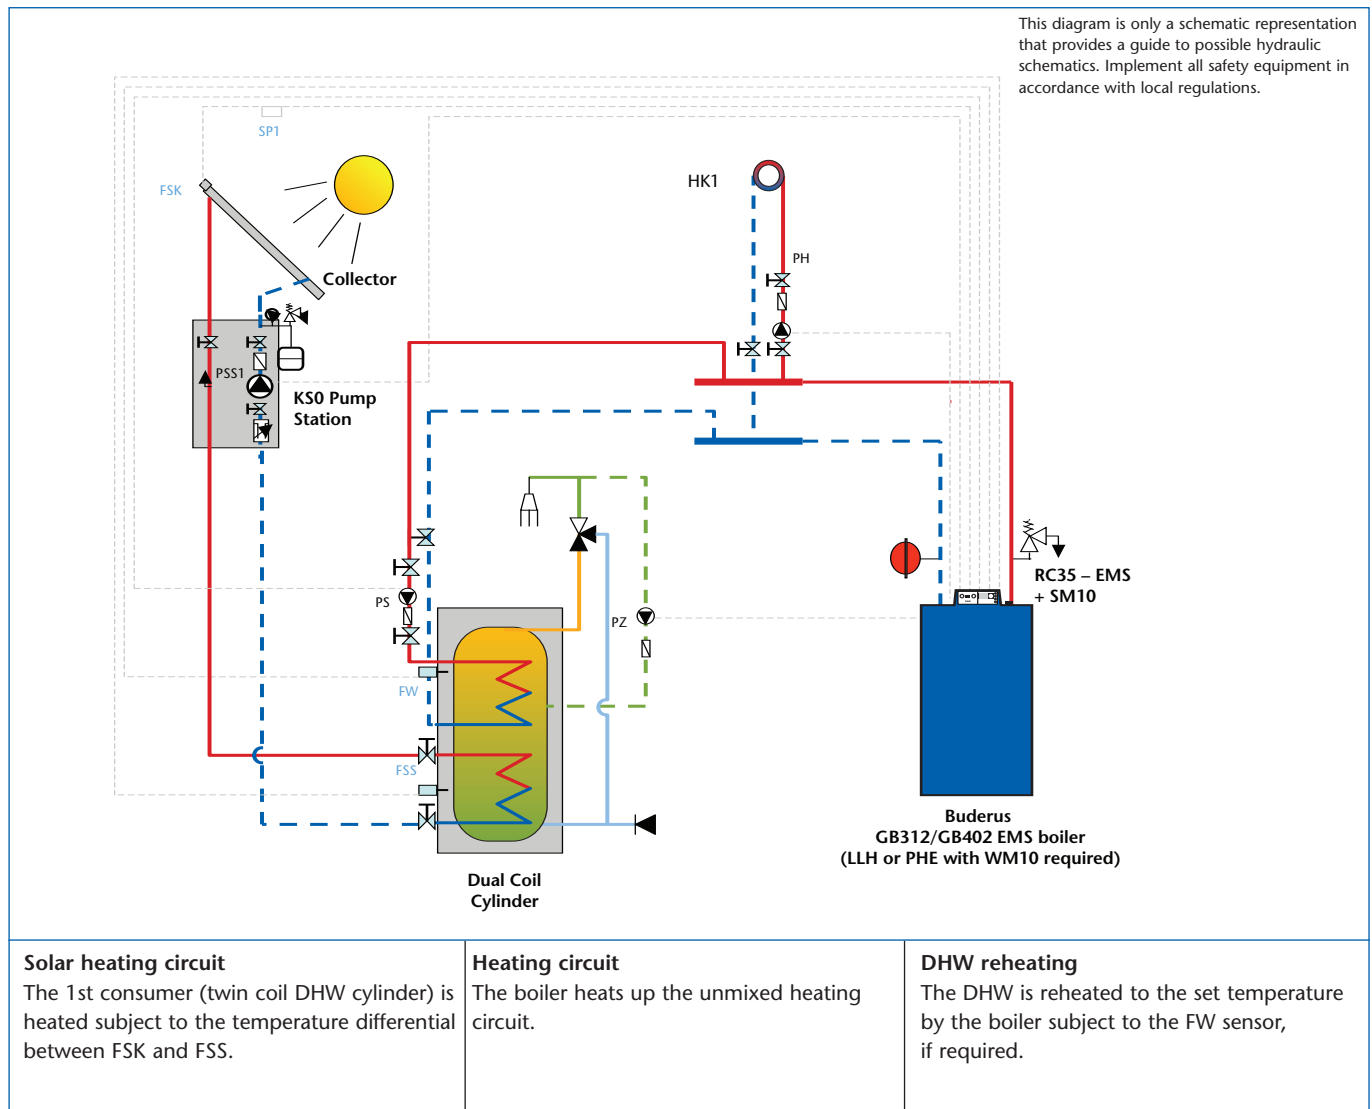 This diagram is only a schematic representation
that provides a guide to possible hydraulic
schematics. Implement all safety equipment in
accordance with local regulations.
SP1
FSK
HK1
PH
Collector
PSS1
KS0 Pump
Station
RC35 – EMS
+ SM10
PS
PZ
FW
FSS
Buderus
GB312/GB402 EMS boiler
(LLH or PHE with WM10 required)
Dual Coil
Cylinder
Solar heating circuit
The 1st consumer (twin coil DHW cylinder) is
heated subject to the temperature differential
between FSK and FSS.
Heating circuit
The boiler heats up the unmixed heating
circuit.
DHW reheating
The DHW is reheated to the set temperature
by the boiler subject to the FW sensor,
if required.